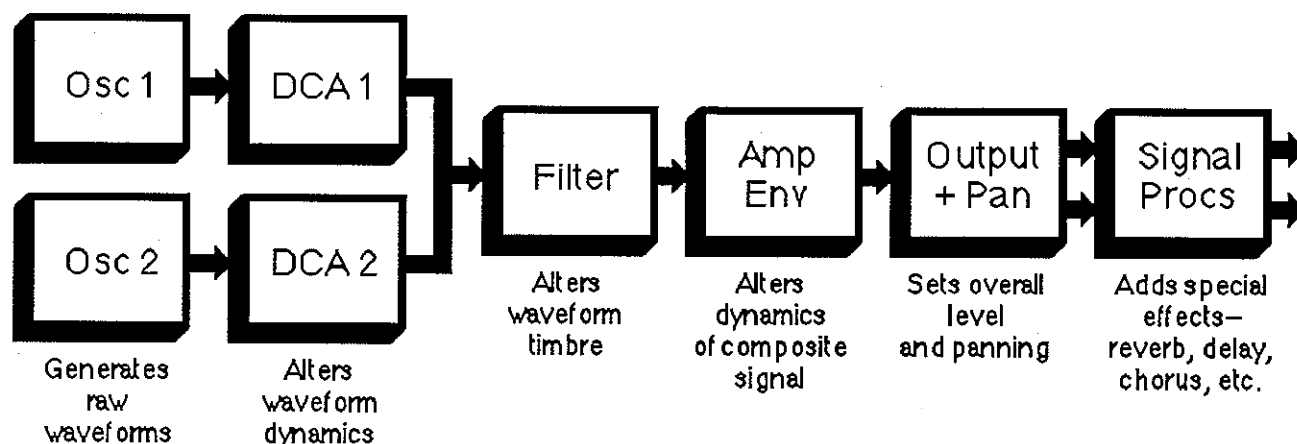 Osc 1
DCA 1
Osc 2
DCA 2
Filter
Amp
Env
Output
+ Pan
Signal
Procs
Generates
raw
waveforms
Alters
waveform
dynamics
Alters
waveform
timbre
Alters
dynamics
of composite
signal
Sets overall
level
and panning
Adds special
effects—
reverb, delay,
chorus, etc.